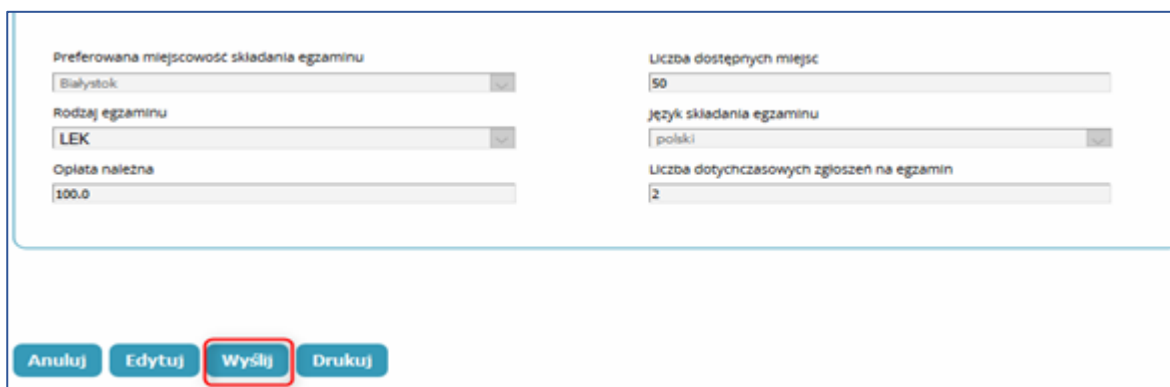 Preferowana miejscowość składania egzaminu
Białystok
Rodzaj egzaminu
LEK
Opłata należna
100.0
Liczba dostępnych miejsc
50
Język składania egzaminu
polski
Liczba dotychczasowych zgłoszeń na egzamin
2
Anuluj Edytuj Wyślij Drukuj